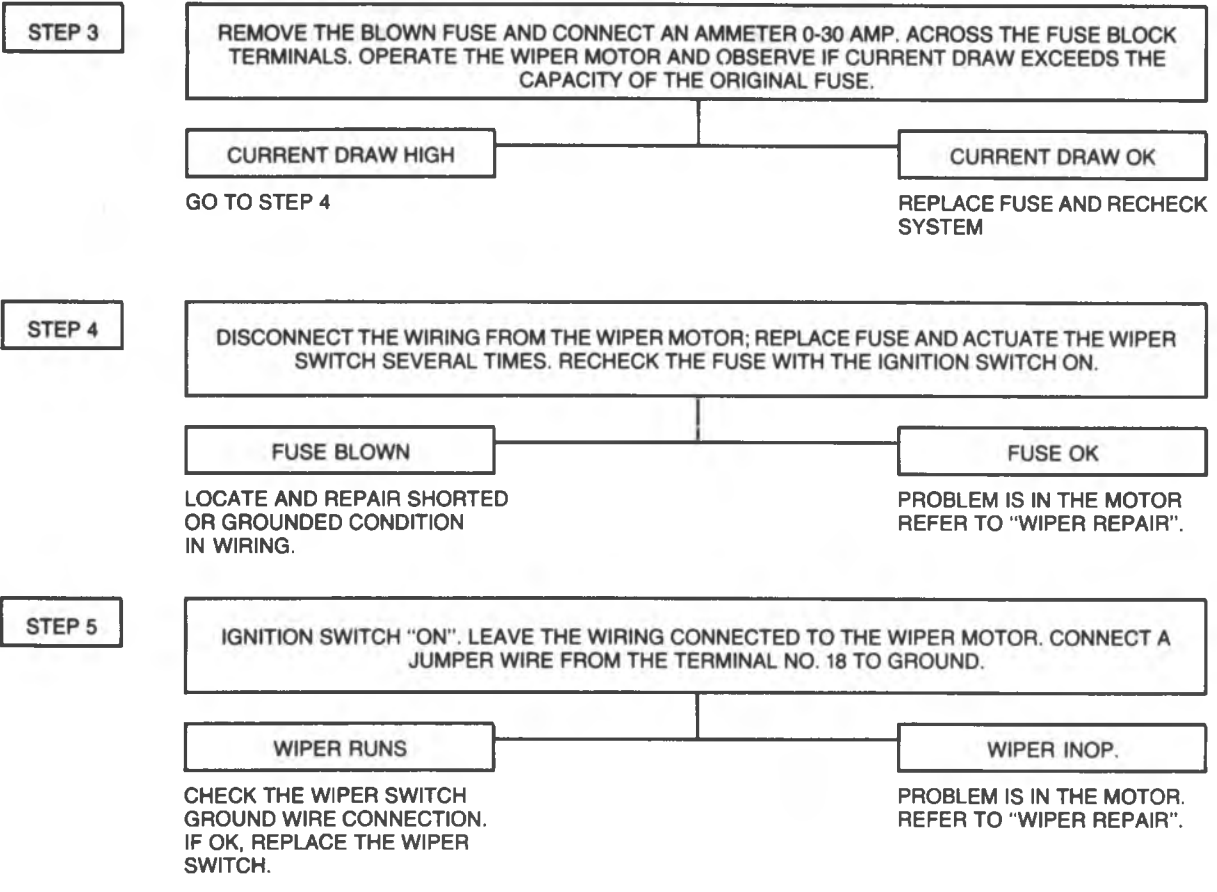 STEP 3
REMOVE THE BLOWN FUSE AND CONNECT AN AMMETER 0-30 AMP. ACROSS THE FUSE BLOCK
TERMINALS. OPERATE THE WIPER MOTOR AND OBSERVE IF CURRENT DRAW EXCEEDS THE
CAPACITY OF THE ORIGINAL FUSE.
CURRENT DRAW HIGH
GO TO STEP 4
CURRENT DRAW OK
REPLACE FUSE AND RECHECK
SYSTEM
STEP 4
DISCONNECT THE WIRING FROM THE WIPER MOTOR; REPLACE FUSE AND ACTUATE THE WIPER
SWITCH SEVERAL TIMES. RECHECK THE FUSE WITH THE IGNITION SWITCH ON.
FUSE BLOWN
LOCATE AND REPAIR SHORTED
OR GROUNDED CONDITION
IN WIRING.
FUSE OK
PROBLEM IS IN THE MOTOR
REFER TO "WIPER REPAIR".
STEP 5
IGNITION SWITCH "ON". LEAVE THE WIRING CONNECTED TO THE WIPER MOTOR. CONNECT A
JUMPER WIRE FROM THE TERMINAL NO. 18 TO GROUND.
WIPER RUNS
CHECK THE WIPER SWITCH
GROUND WIRE CONNECTION.
IF OK, REPLACE THE WIPER
SWITCH.
WIPER INOP.
PROBLEM IS IN THE MOTOR.
REFER TO "WIPER REPAIR".